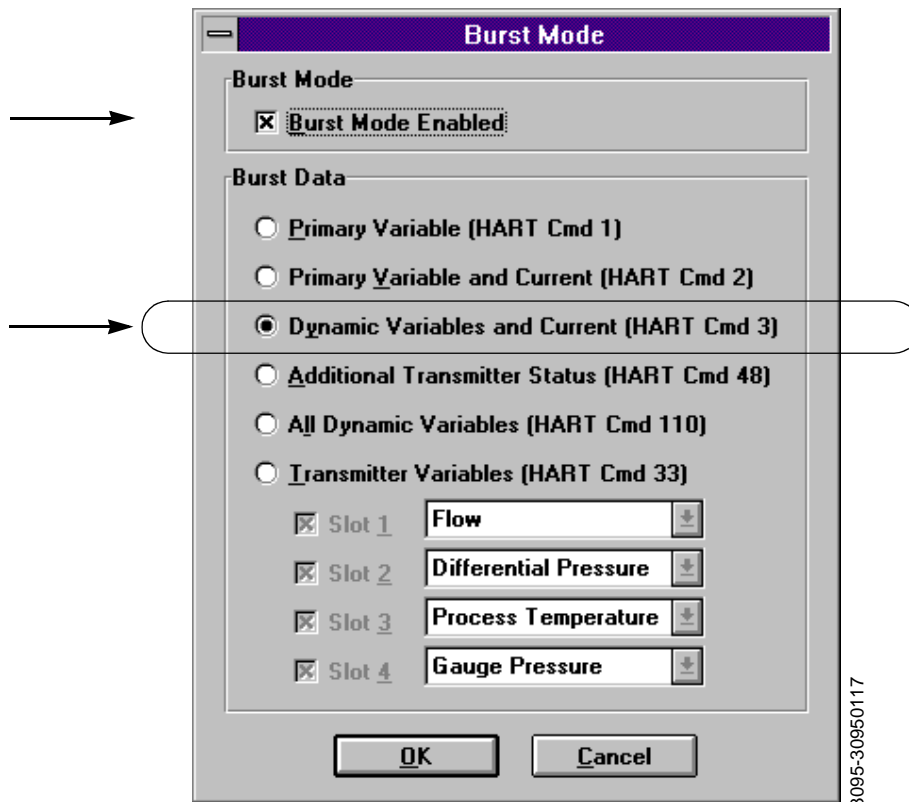 Burst Mode
Burst Mode
Burst Mode Enabled
Burst Data
Primary Variable (HART Cmd 1)
Primary Variable and Current (HART Cmd 2)
Dynamic Variables and Current (HART Cmd 3)
Additional Transmitter Status (HART Cmd 48)
All Dynamic Variables (HART Cmd 110)
Transmitter Variables (HART Cmd 33)
Slot 1 Flow
Slot 2 Differential Pressure
Slot 3 Process Temperature
Slot 4 Gauge Pressure
OK Cancel
3095-30950117